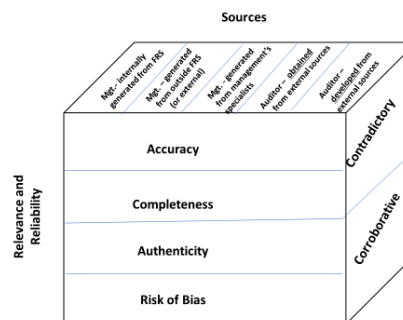 Sources
Mgt.- internally
generated from FRS
Mgt. – generated
from outside FRS
(or external)
Mgt. - generated
from management's
specialists
Auditor – obtained
from external sources
Auditor –
developed from
external sources
Relevance and
Reliability
Accuracy
Completeness
Authenticity
Risk of Bias
Contradictory
Corroborative